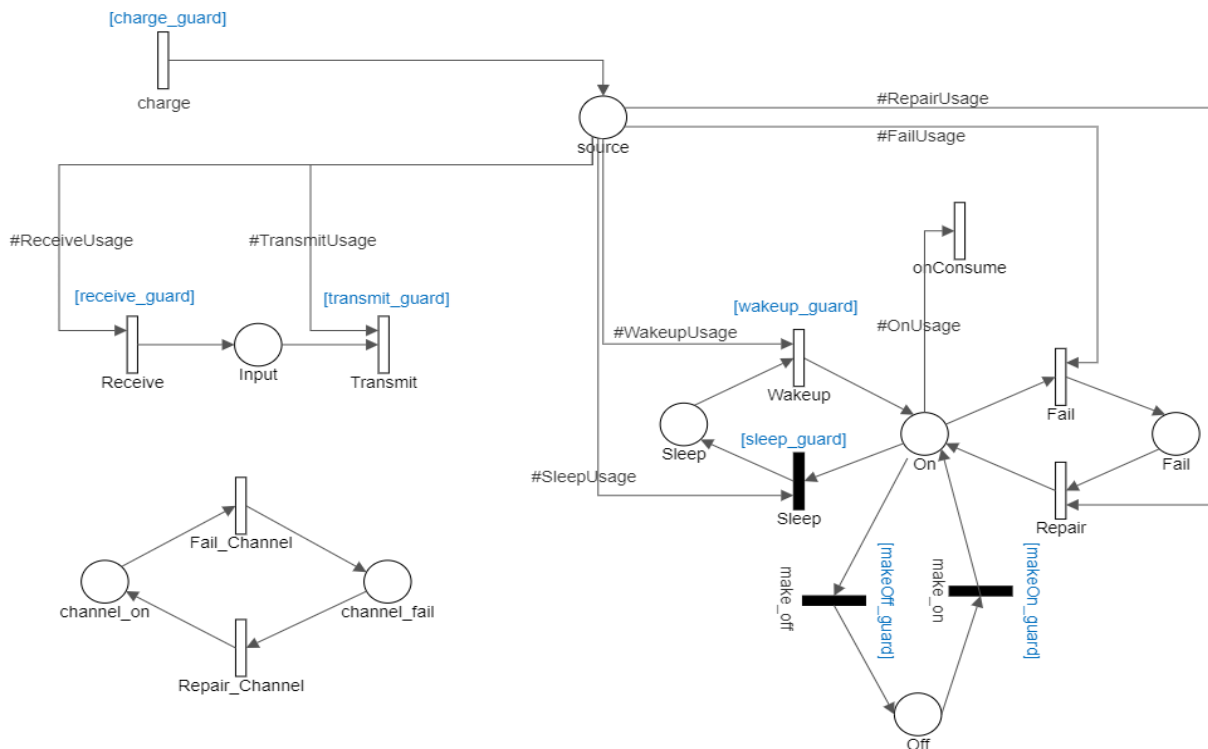 [charge_guard]
charge
source
#RepairUsage
#FailUsage
#ReceiveUsage
#TransmitUsage
onConsume
[receive_guard]
[transmit_guard]
[wakeup_guard]
#WakeupUsage
#OnUsage
Receive
Input
Transmit
Wakeup
Fail
Sleep
[sleep_guard]
On
Fail
#SleepUsage
Sleep
Repair
Fail_Channel
channel_on
channel_fail
Repair_Channel
make_off
[makeOff_guard]
make_on
[makeOn_guard]
Off